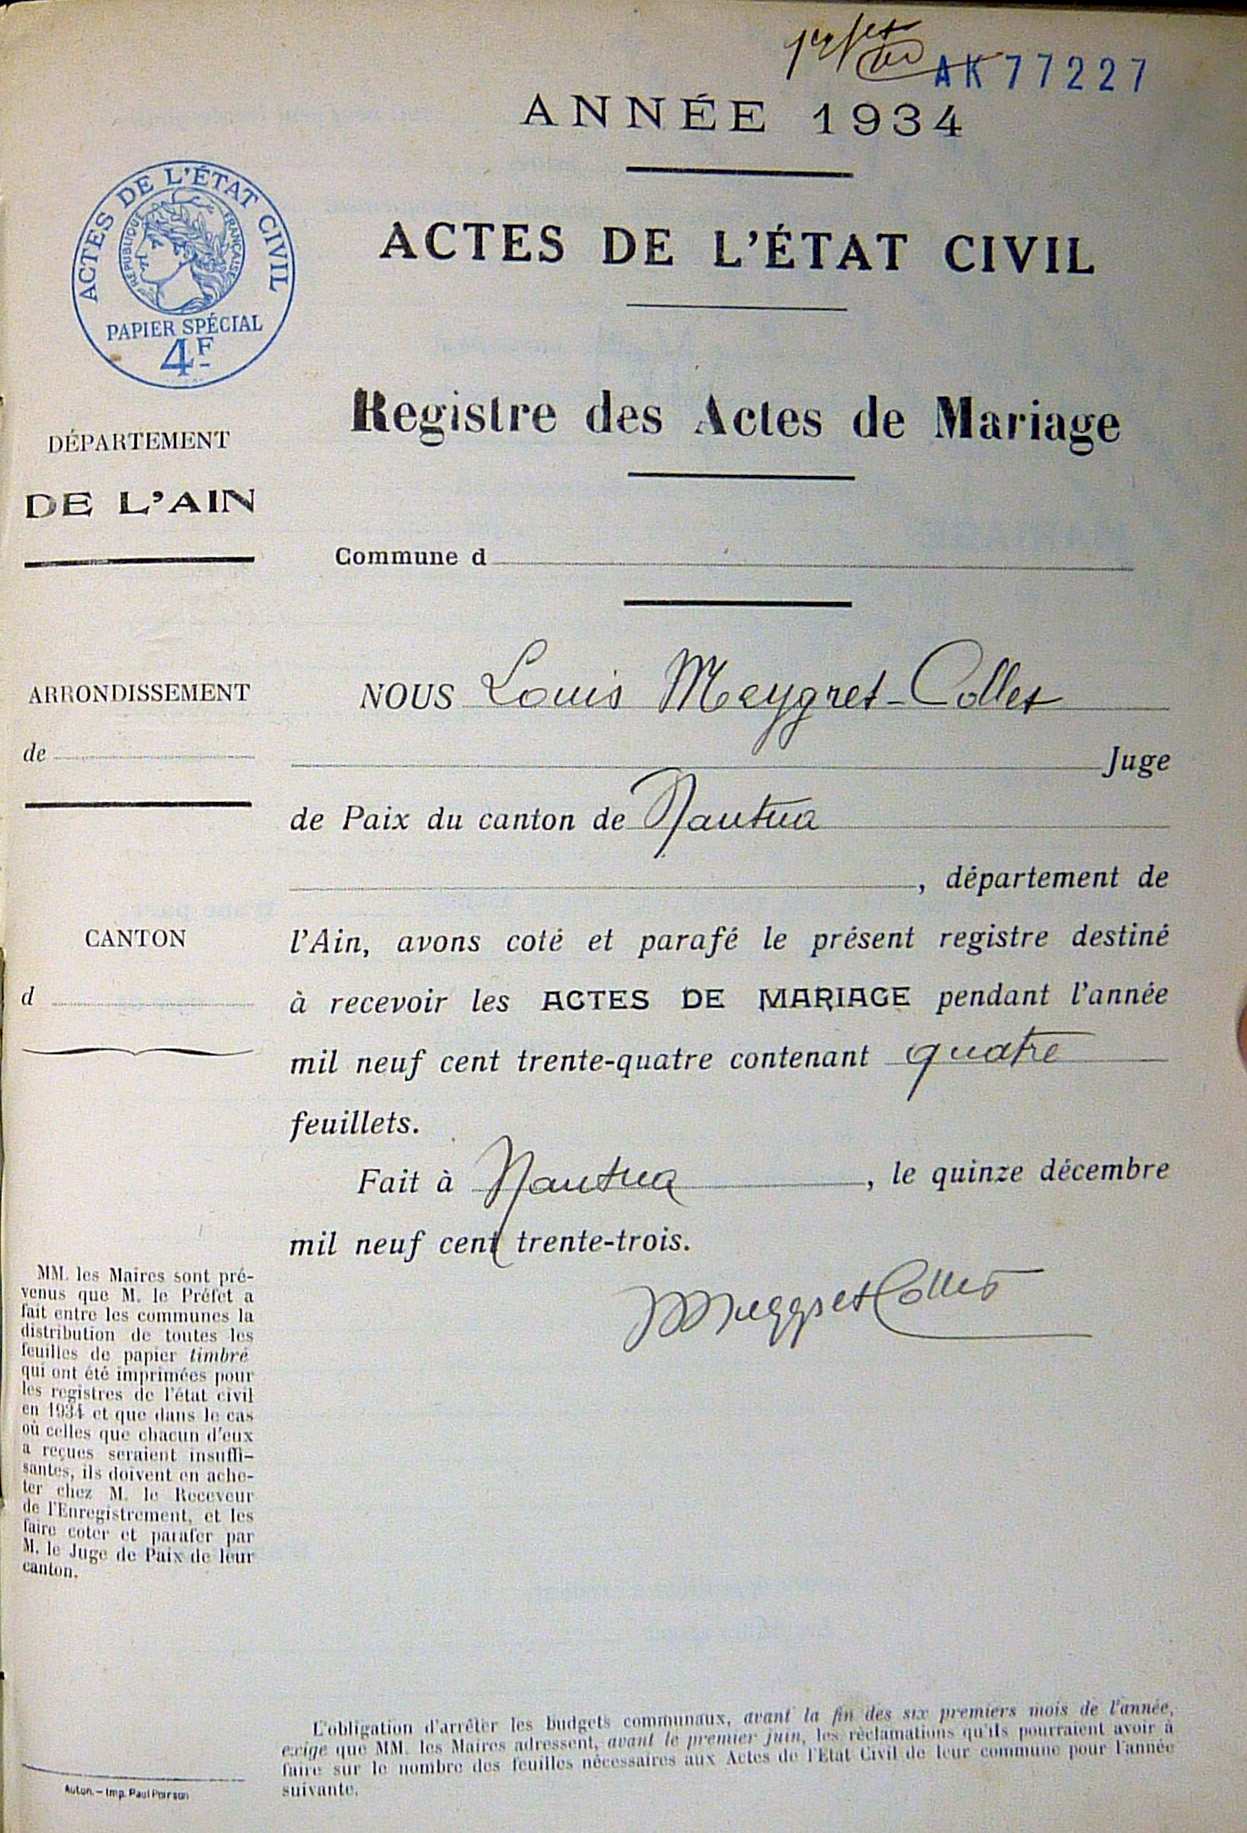 AK77227
ANNÉE 1934
ACTES DE L'ÉTAT CIVIL
RÉPUBLIQUE FRANÇAISE
PAPIER SPÉCIAL
4F
ACTES DE L'ÉTAT CIVIL
Registre des Actes de Mariage
DÉPARTEMENT
DE L'AIN
Commune d
ARRONDISSEMENT
de
CANTON
d
NOUS Louis Meygret-Collet
Juge
de Paix du canton de Nantua
, département de
l'Ain, avons coté et parafé le présent registre destiné
à recevoir les ACTES DE MARIAGE pendant l'année
mil neuf cent trente-quatre contenant quatre
feuillets.
Fait à Nantua, le quinze décembre
mil neuf cent trente-trois.
MeygretCollet
MM. les Maires sont pré-
venus que M. le Préfet a
fait entre les communes la
distribution de toutes les
feuilles de papier timbré
qui ont été imprimées pour
les registres de l'état civil
en 1934 et que dans le cas
où celles que chacun d'eux
a reçues seraient insuffi-
santes, ils doivent en ache-
ter chez M. le Receveur
de l'Enregistrement, et les
faire coter et parafer par
M. le Juge de Paix de leur
canton.
L'obligation d'arrêter les budgets communaux, avant la fin des six premiers mois de l'année,
exige que MM. les Maires adressent, avant le premier juin, les réclamations qu'ils pourraient avoir à
faire sur le nombre des feuilles nécessaires aux Actes de l'État Civil de leur commune pour l'année
suivante.
Auton. – Imp. Paul Poirson